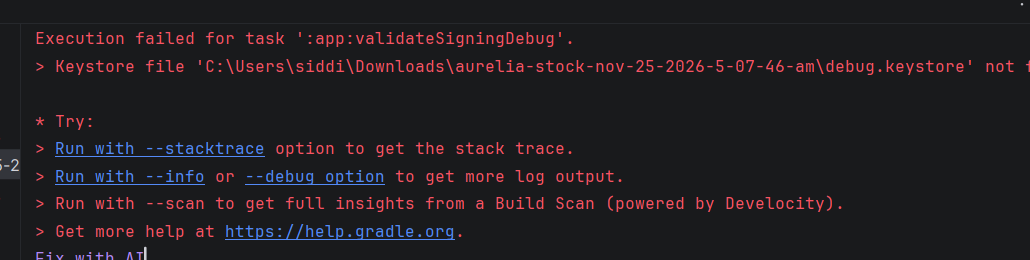 Execution failed for task ':app:validateSigningDebug'.
> Keystore file 'C:\Users\siddi\Downloads\aurelia-stock-nov-25-2026-5-07-46-am\debug.keystore' not
* Try:
> Run with --stacktrace option to get the stack trace.
5-2
> Run with --info or --debug option to get more log output.
> Run with --scan to get full insights from a Build Scan (powered by Develocity).
> Get more help at https://help.gradle.org.
Fix with AI